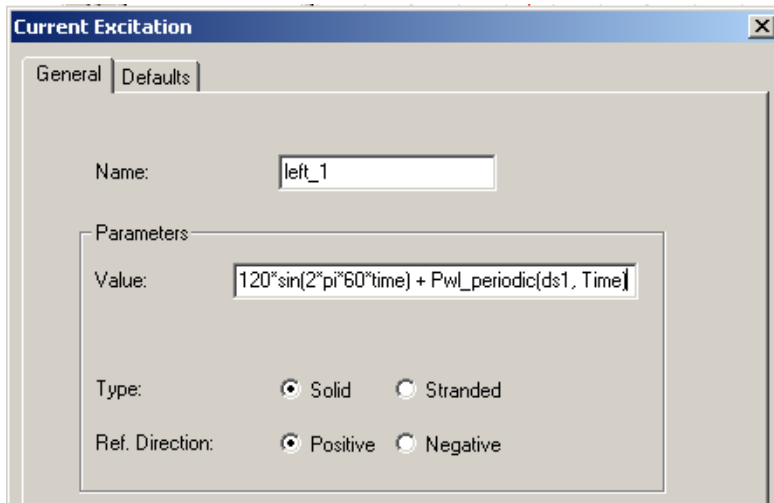 Current Excitation
General Defaults
Name: left_1
Parameters
Value: 120*sin(2*pi*60*time) + Pwl_periodic(ds1, Time)
Type: Solid Stranded
Ref. Direction: Positive Negative